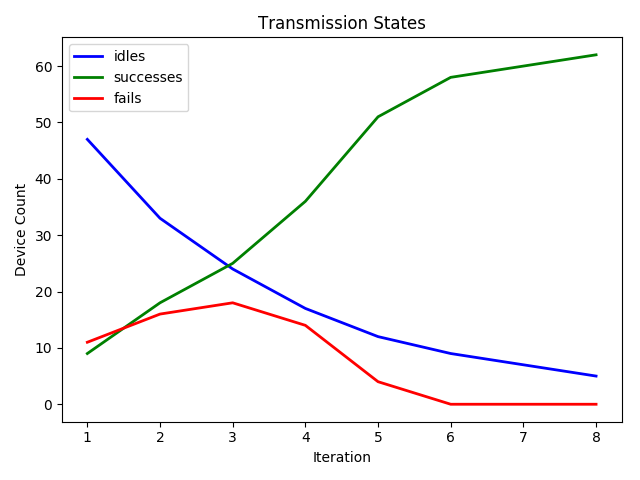 Transmission States
idles
successes
fails
Device Count
60
50
40
30
20
10
0
1 2 3 4 5 6 7 8
Iteration